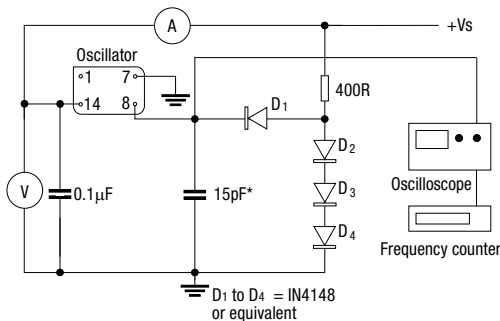 A
+Vs
Oscillator
1 7
14 8
400R
D1
D2
D3
D4
V
0.1µF
15pF*
Oscilloscope
Frequency counter
D1 to D4 = IN4148
or equivalent